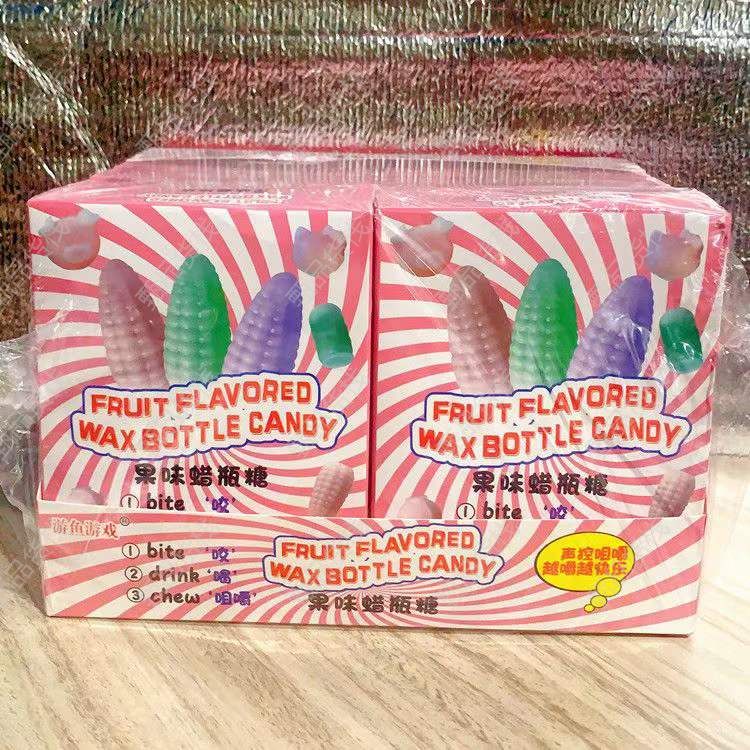 FRUIT FLAVORED
WAX BOTTLE CANDY
果味蜡瓶糖
① bite '咬'
FRUIT FLAVORED
WAX BOTTLE CANDY
果味蜡瓶糖
① bite '咬'
游鱼游戏®
① bite '咬'
② drink '喝'
③ chew '咀嚼'
FRUIT FLAVORED
WAX BOTTLE CANDY
果味蜡瓶糖
声控咀嚼
越嚼越快乐